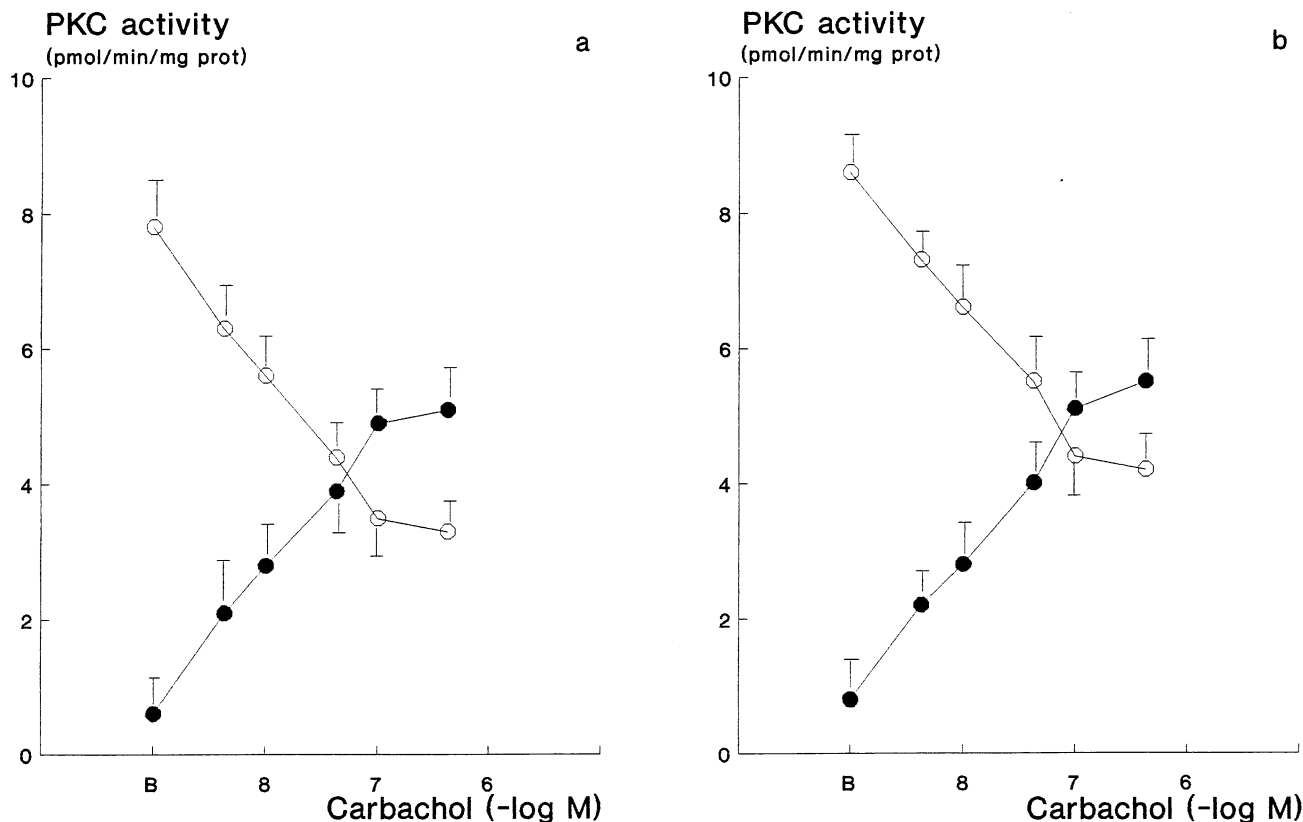 PKC activity
(pmol/min/mg prot)
a
10
8
6
4
2
0
B 8 7 6
Carbachol (-log M)
PKC activity
(pmol/min/mg prot)
b
10
8
6
4
2
0
B 8 7 6
Carbachol (-log M)